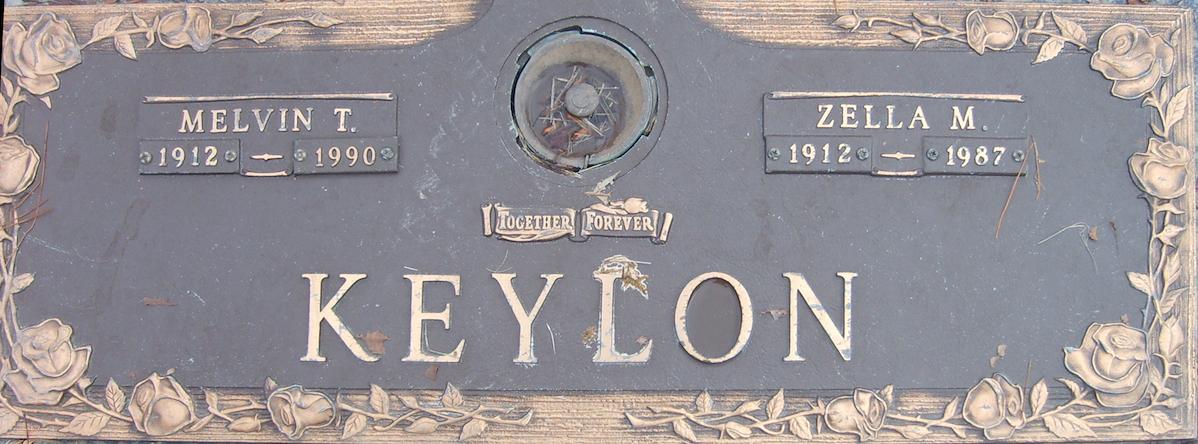 MELVIN T.
1912 – 1990
ZELLA M.
1912 – 1987
TOGETHER FOREVER
KEYLON